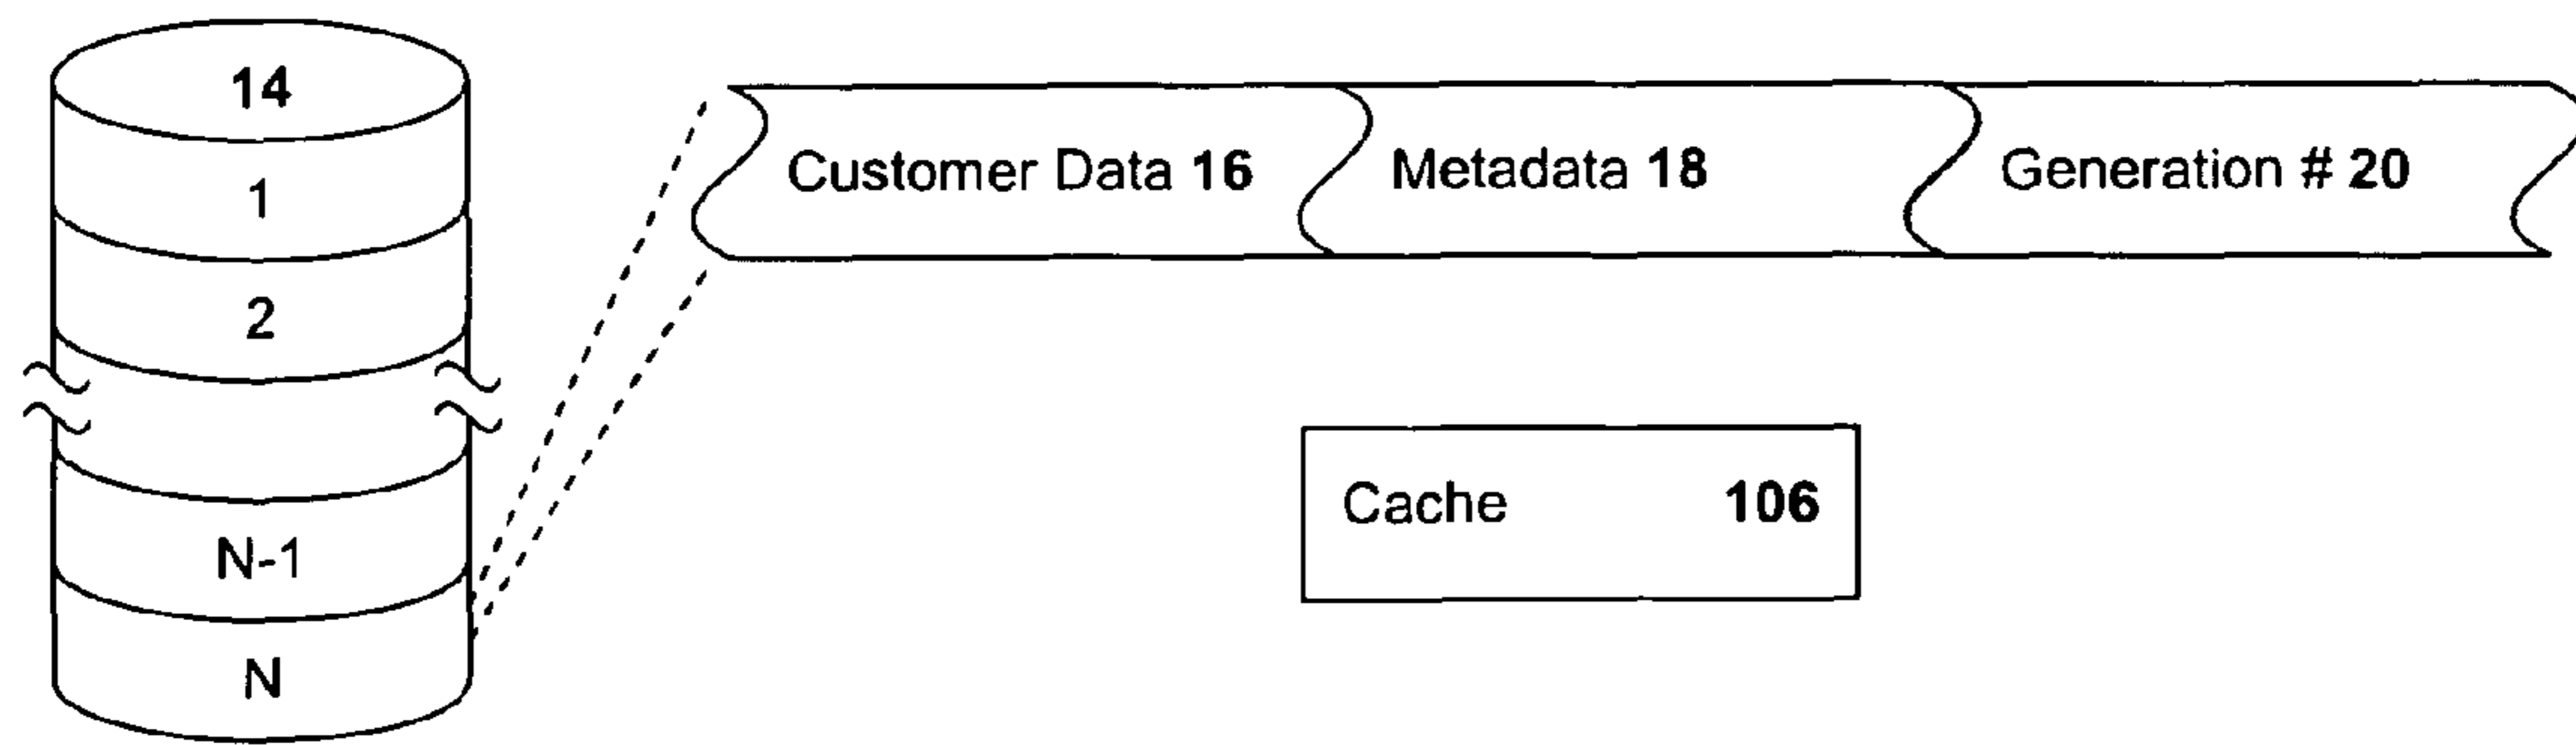 14
1
2
N-1
N
Customer Data 16
Metadata 18
Generation # 20
Cache 106